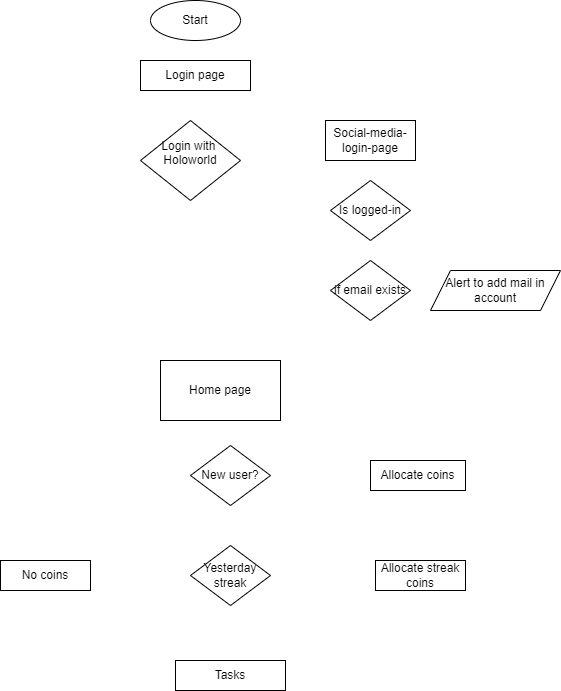 Start
Login page
Login with
Holoworld
Social-media-
login-page
Is logged-in
If email exists
Alert to add mail in
account
Home page
New user?
Allocate coins
No coins
Yesterday
streak
Allocate streak
coins
Tasks